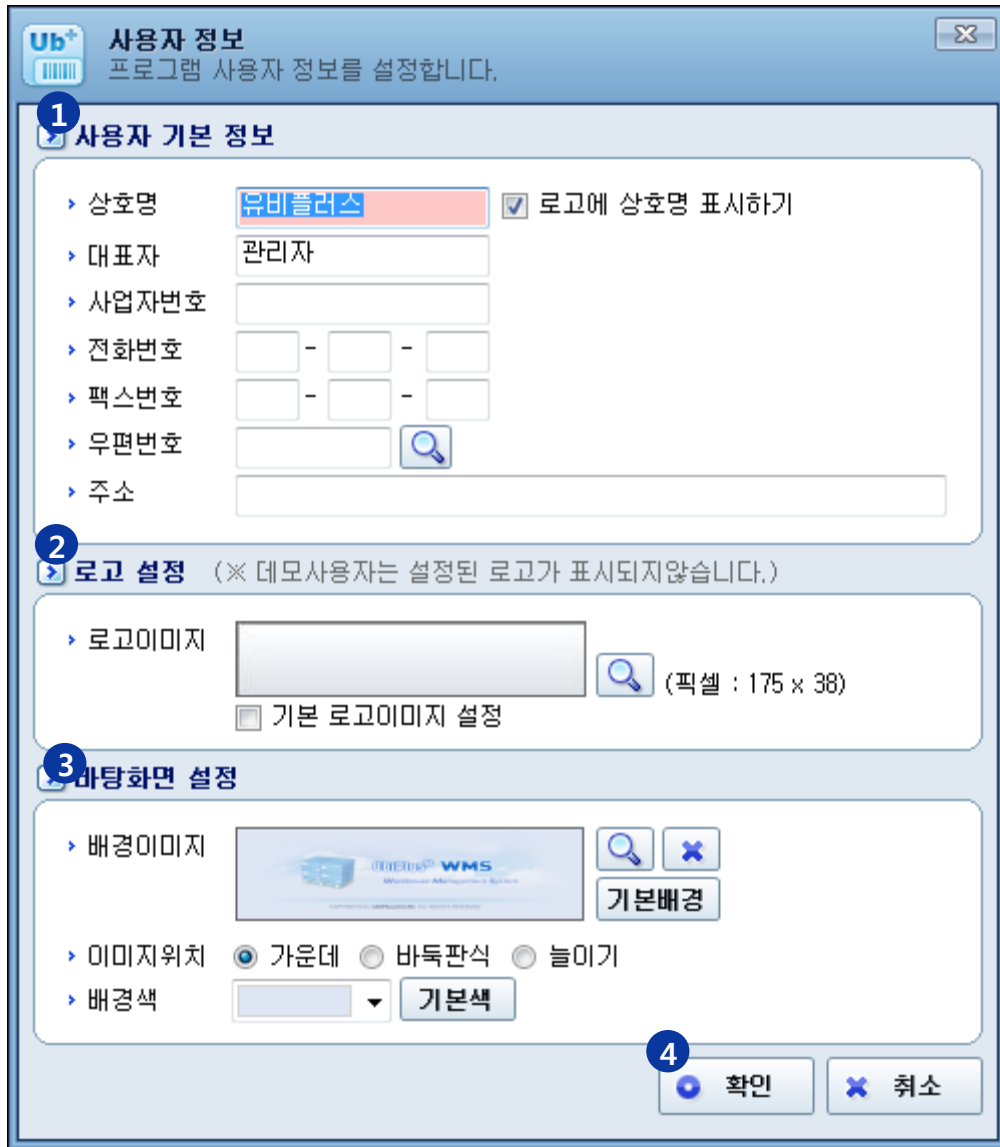 Ub+
사용자 정보
프로그램 사용자 정보를 설정합니다.
1
사용자 기본 정보
상호명 유비플러스 로고에 상호명 표시하기
대표자 관리자
사업자번호
전화번호 - -
팩스번호 - -
우편번호
주소
2
로고 설정 (※ 데모사용자는 설정된 로고가 표시되지않습니다.)
로고이미지 (픽셀 : 175 x 38)
기본 로고이미지 설정
3
바탕화면 설정
배경이미지 UbiPlus WMS
Warehouse Management System
기본배경
이미지위치 가운데 바둑판식 늘이기
배경색 기본색
4
확인 취소